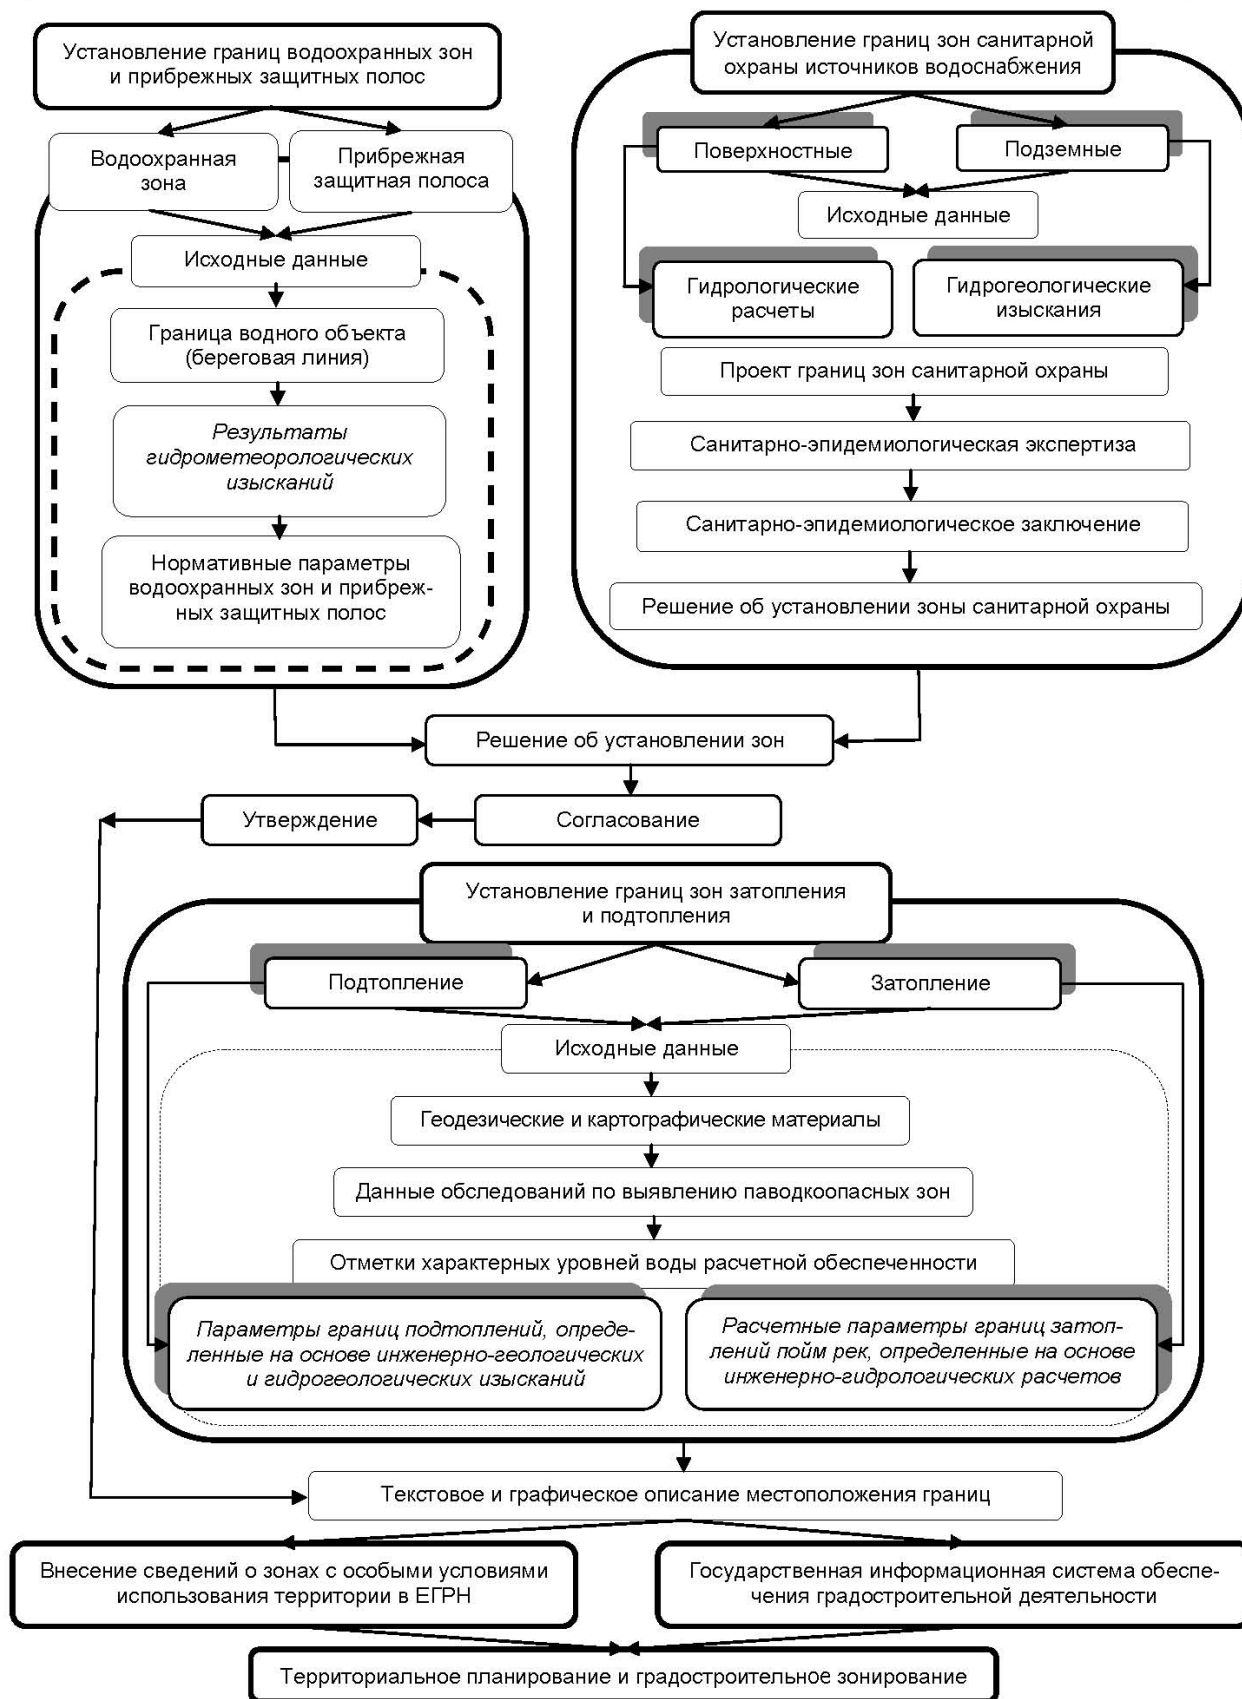 Установление границ водоохранных зон
и прибрежных защитных полос
Водоохранная
зона
Прибрежная
защитная полоса
Исходные данные
Граница водного объекта
(береговая линия)
Результаты
гидрометеорологических
изысканий
Нормативные параметры
водоохранных зон и прибреж-
ных защитных полос
Установление границ зон санитарной
охраны источников водоснабжения
Поверхностные
Подземные
Исходные данные
Гидрологические
расчеты
Гидрогеологические
изыскания
Проект границ зон санитарной охраны
Санитарно-эпидемиологическая экспертиза
Санитарно-эпидемиологическое заключение
Решение об установлении зоны санитарной охраны
Решение об установлении зон
Утверждение
Согласование
Установление границ зон затопления
и подтопления
Подтопление
Затопление
Исходные данные
Геодезические и картографические материалы
Данные обследований по выявлению паводкоопасных зон
Отметки характерных уровней воды расчетной обеспеченности
Параметры границ подтоплений, опреде-
ленные на основе инженерно-геологических
и гидрогеологических изысканий
Расчетные параметры границ затоп-
лений пойм рек, определенные на основе
инженерно-гидрологических расчетов
Текстовое и графическое описание местоположения границ
Внесение сведений о зонах с особыми условиями
использования территории в ЕГРН
Государственная информационная система обеспе-
чения градостроительной деятельности
Территориальное планирование и градостроительное зонирование